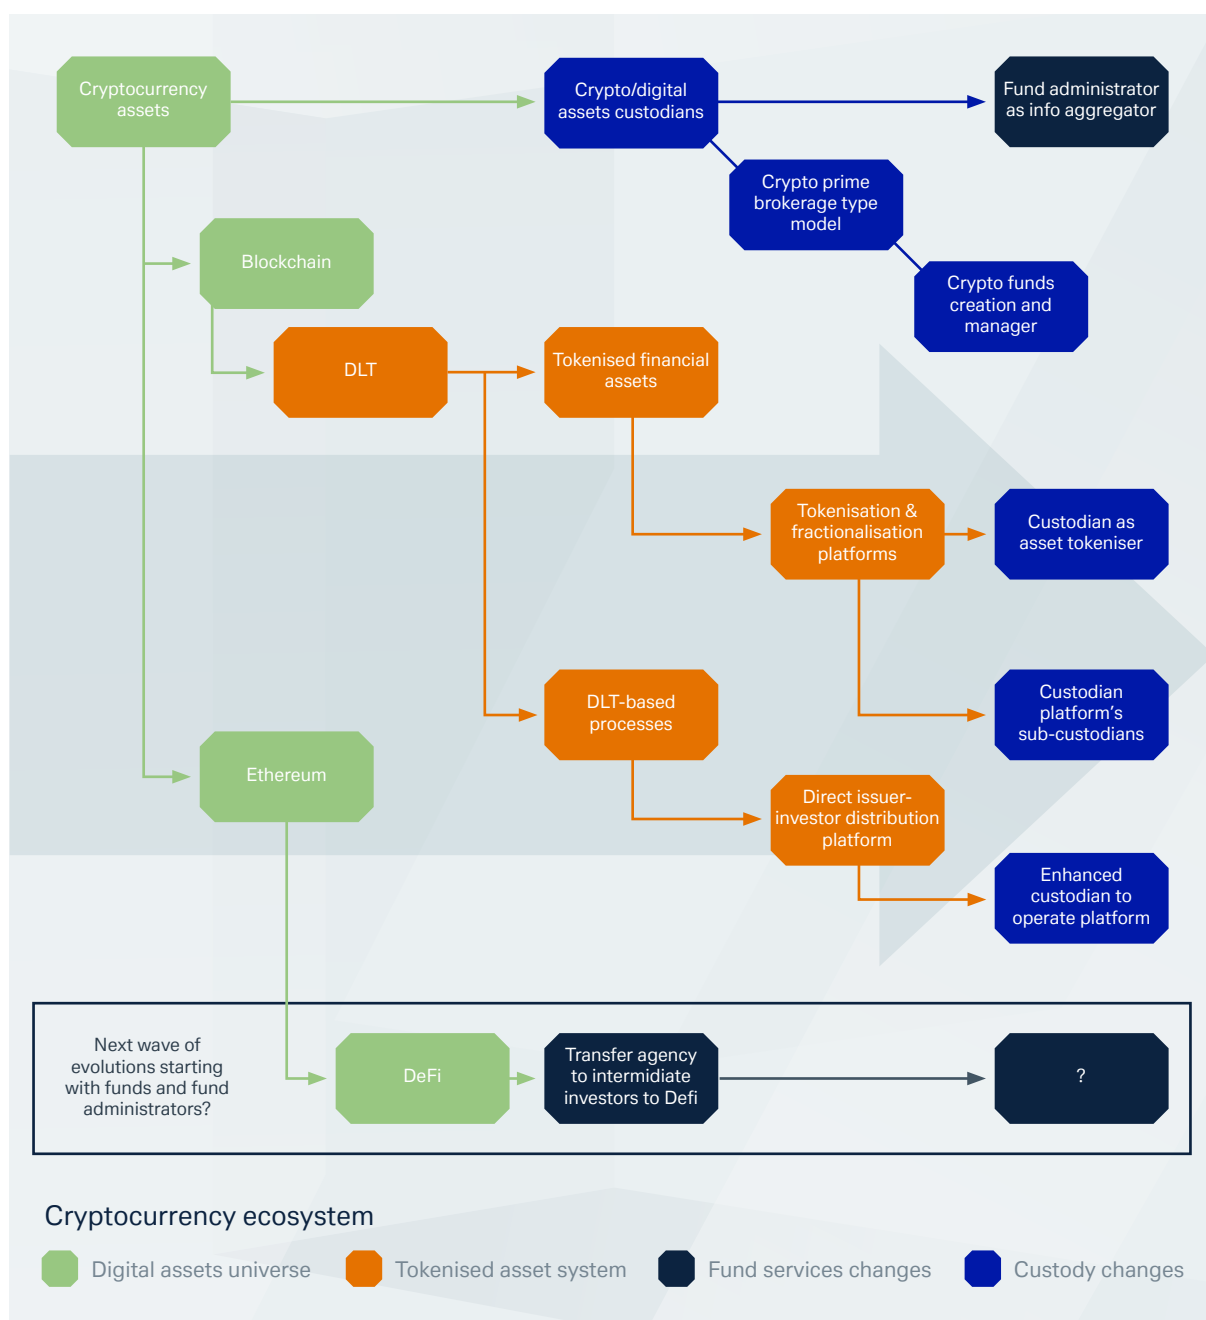 Cryptocurrency
assets
Crypto/digital
assets custodians
Fund administrator
as info aggregator
Crypto prime
brokerage type
model
Blockchain
Crypto funds
creation and
manager
DLT
Tokenised financial
assets
Tokenisation &
fractionalisation
platforms
Custodian as
asset tokeniser
DLT-based
processes
Custodian
platform's
sub-custodians
Ethereum
Direct issuer-
investor distribution
platform
Enhanced
custodian to
operate platform
Next wave of
evolutions starting
with funds and fund
administrators?
DeFi
Transfer agency
to intermidiate
investors to Defi
?
Cryptocurrency ecosystem
Digital assets universe
Tokenised asset system
Fund services changes
Custody changes